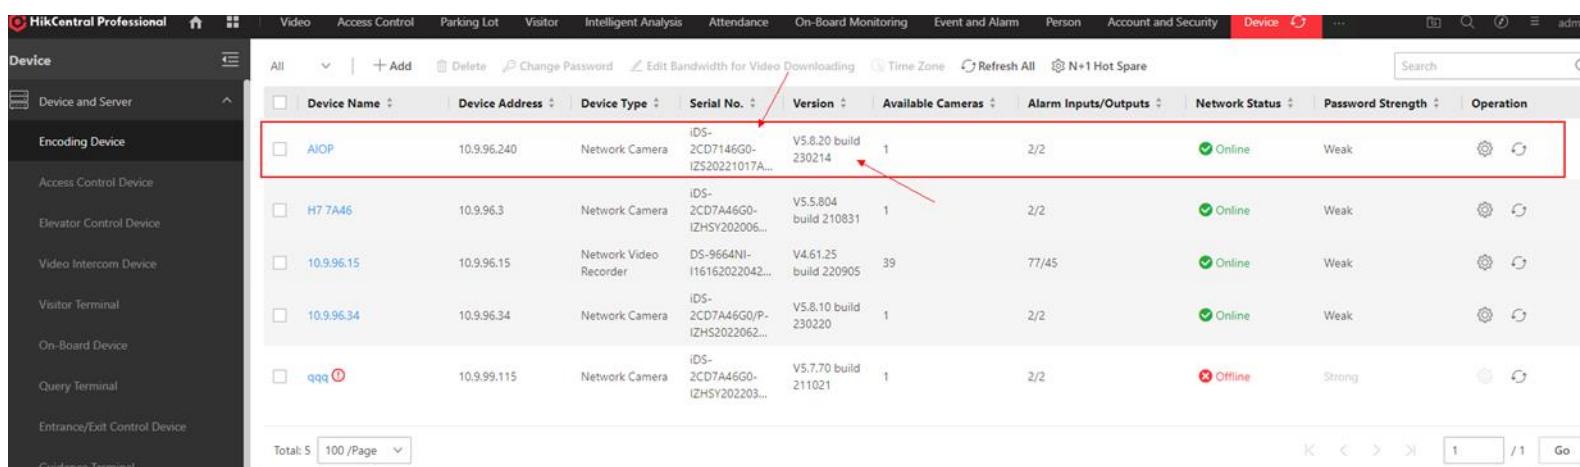 HikCentral Professional Video Access Control Parking Lot Visitor Intelligent Analysis Attendance On-Board Monitoring Event and Alarm Person Account and Security Device ··· adm
Device
All + Add Delete Change Password Edit Bandwidth for Video Downloading Time Zone Refresh All N+1 Hot Spare Search
Device and Server
Encoding Device
Access Control Device
Elevator Control Device
Video Intercom Device
Visitor Terminal
On-Board Device
Query Terminal
Entrance/Exit Control Device
Guidance Terminal
Device Name Device Address Device Type Serial No. Version Available Cameras Alarm Inputs/Outputs Network Status Password Strength Operation
AIOP 10.9.96.240 Network Camera iDS-
2CD7146G0-
IZS20221017A... V5.8.20 build
230214 1 2/2 Online Weak
H7 7A46 10.9.96.3 Network Camera iDS-
2CD7A46G0-
IZHSY202006... V5.5.804
build 210831 1 2/2 Online Weak
10.9.96.15 10.9.96.15 Network Video
Recorder DS-9664NI-
I16162022042... V4.61.25
build 220905 39 77/45 Online Weak
10.9.96.34 10.9.96.34 Network Camera iDS-
2CD7A46G0/P-
IZHS2022062... V5.8.10 build
230220 1 2/2 Online Weak
qqq 10.9.99.115 Network Camera iDS-
2CD7A46G0-
IZHSY202203... V5.7.70 build
211021 1 2/2 Offline Strong
Total: 5 100 /Page 1 / 1 Go